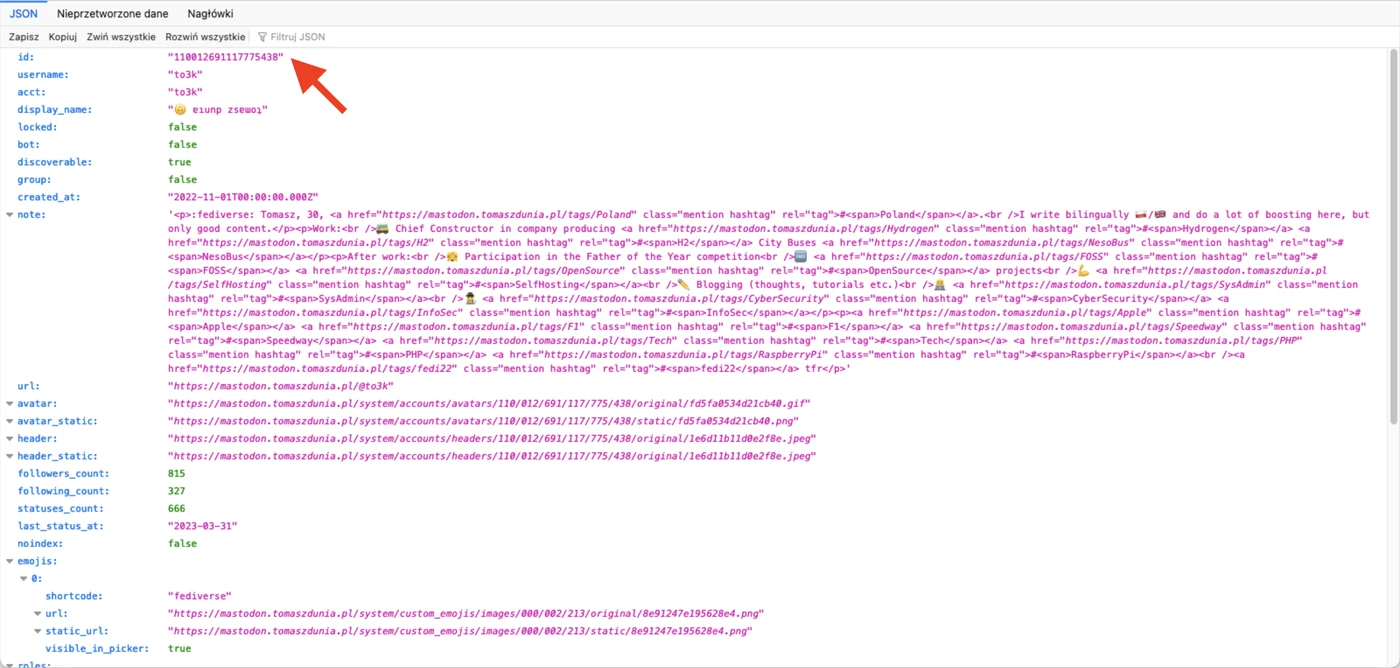 JSON Nieprzetworzone dane Nagłówki
Zapisz Kopiuj Zwiń wszystkie Rozwiń wszystkie Filtruj JSON
id: "110012691117775438"
username: "to3k"
acct: "to3k"
display_name: "🙃 ɐıunp zsɐɯoʇ"
locked: false
bot: false
discoverable: true
group: false
created_at: "2022-11-01T00:00:00.000Z"
note: '<p>:fediverse: Tomasz, 30, <a href="https://mastodon.tomaszdunia.pl/tags/Poland" class="mention hashtag" rel="tag">#<span>Poland</span></a>.<br />I write bilingually 🇵🇱/🇬🇧 and do a lot of boosting here, but
only good content.</p><p>Work:<br />🚌 Chief Constructor in company producing <a href="https://mastodon.tomaszdunia.pl/tags/Hydrogen" class="mention hashtag" rel="tag">#<span>Hydrogen</span></a> <a
href="https://mastodon.tomaszdunia.pl/tags/H2" class="mention hashtag" rel="tag">#<span>H2</span></a> City Buses <a href="https://mastodon.tomaszdunia.pl/tags/NesoBus" class="mention hashtag" rel="tag">#
<span>NesoBus</span></a></p><p>After work:<br />👶 Participation in the Father of the Year competition<br />🆓 <a href="https://mastodon.tomaszdunia.pl/tags/FOSS" class="mention hashtag" rel="tag">#
<span>FOSS</span></a> <a href="https://mastodon.tomaszdunia.pl/tags/OpenSource" class="mention hashtag" rel="tag">#<span>OpenSource</span></a> projects<br />💪 <a href="https://mastodon.tomaszdunia.pl
/tags/SelfHosting" class="mention hashtag" rel="tag">#<span>SelfHosting</span></a><br />✏️ Blogging (thoughts, tutorials etc.)<br />👨‍💻 <a href="https://mastodon.tomaszdunia.pl/tags/SysAdmin" class="mention
hashtag" rel="tag">#<span>SysAdmin</span></a><br />🕵️ <a href="https://mastodon.tomaszdunia.pl/tags/CyberSecurity" class="mention hashtag" rel="tag">#<span>CyberSecurity</span></a> <a
href="https://mastodon.tomaszdunia.pl/tags/InfoSec" class="mention hashtag" rel="tag">#<span>InfoSec</span></a></p><p><a href="https://mastodon.tomaszdunia.pl/tags/Apple" class="mention hashtag" rel="tag">#
<span>Apple</span></a> <a href="https://mastodon.tomaszdunia.pl/tags/F1" class="mention hashtag" rel="tag">#<span>F1</span></a> <a href="https://mastodon.tomaszdunia.pl/tags/Speedway" class="mention hashtag"
rel="tag">#<span>Speedway</span></a> <a href="https://mastodon.tomaszdunia.pl/tags/Tech" class="mention hashtag" rel="tag">#<span>Tech</span></a> <a href="https://mastodon.tomaszdunia.pl/tags/PHP"
class="mention hashtag" rel="tag">#<span>PHP</span></a> <a href="https://mastodon.tomaszdunia.pl/tags/RaspberryPi" class="mention hashtag" rel="tag">#<span>RaspberryPi</span></a><br /><a
href="https://mastodon.tomaszdunia.pl/tags/fedi22" class="mention hashtag" rel="tag">#<span>fedi22</span></a> tfr</p>'
url: "https://mastodon.tomaszdunia.pl/@to3k"
avatar: "https://mastodon.tomaszdunia.pl/system/accounts/avatars/110/012/691/117/775/438/original/fd5fa0534d21cb40.gif"
avatar_static: "https://mastodon.tomaszdunia.pl/system/accounts/avatars/110/012/691/117/775/438/static/fd5fa0534d21cb40.png"
header: "https://mastodon.tomaszdunia.pl/system/accounts/headers/110/012/691/117/775/438/original/1e6d11b11d0e2f8e.jpeg"
header_static: "https://mastodon.tomaszdunia.pl/system/accounts/headers/110/012/691/117/775/438/original/1e6d11b11d0e2f8e.jpeg"
followers_count: 815
following_count: 327
statuses_count: 666
last_status_at: "2023-03-31"
noindex: false
emojis:
0:
shortcode: "fediverse"
url: "https://mastodon.tomaszdunia.pl/system/custom_emojis/images/000/002/213/original/8e91247e195628e4.png"
static_url: "https://mastodon.tomaszdunia.pl/system/custom_emojis/images/000/002/213/static/8e91247e195628e4.png"
visible_in_picker: true
roles: